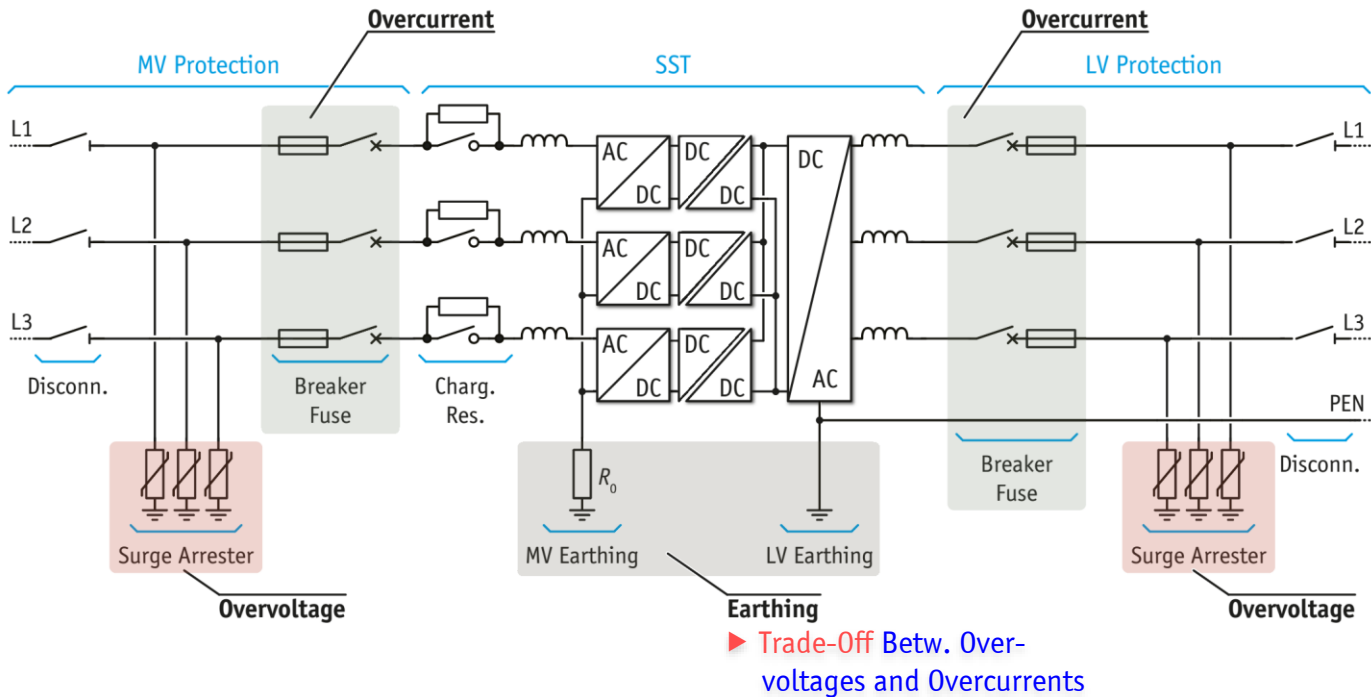 Overcurrent
Overcurrent
MV Protection
SST
LV Protection
L1
AC
DC
DC
DC
DC
L1
L2
AC
DC
DC
DC
L2
L3
AC
DC
DC
DC
AC
L3
Disconn.
Breaker
Fuse
Charg.
Res.
PEN
R0
Breaker
Fuse
Disconn.
Surge Arrester
MV Earthing
LV Earthing
Surge Arrester
Overvoltage
Earthing
Overvoltage
▶ Trade-Off Betw. Over-
voltages and Overcurrents